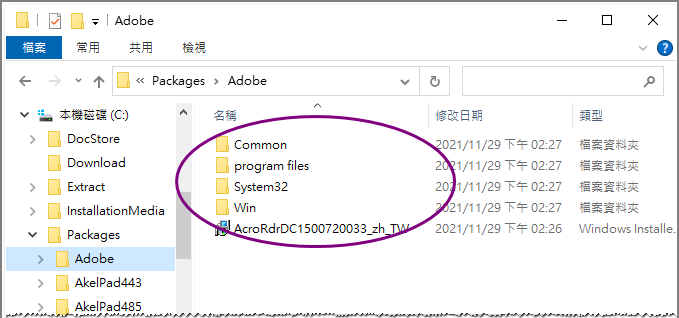 Adobe
檔案 常用 共用 檢視
« Packages › Adobe
本機磁碟 (C:)
DocStore
Download
Extract
InstallationMedia
Packages
Adobe
AkelPad443
AkelPad485
名稱 修改日期 類型
Common 2021/11/29 下午 02:27 檔案資料夾
program files 2021/11/29 下午 02:27 檔案資料夾
System32 2021/11/29 下午 02:27 檔案資料夾
Win 2021/11/29 下午 02:27 檔案資料夾
AcroRdrDC1500720033_zh_TW 2021/11/29 下午 02:26 Windows Installe...